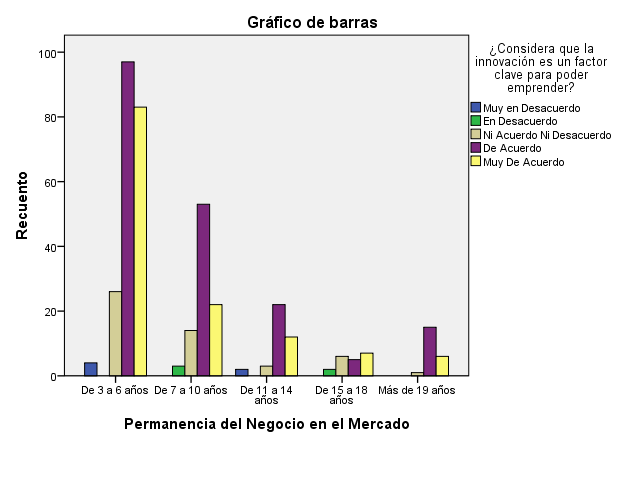 Gráfico de barras
¿Considera que la
innovación es un factor
clave para poder
emprender?
Muy en Desacuerdo
En Desacuerdo
Ni Acuerdo Ni Desacuerdo
De Acuerdo
Muy De Acuerdo
Recuento
100
80
60
40
20
0
De 3 a 6 años
De 7 a 10 años
De 11 a 14
años
De 15 a 18
años
Más de 19 años
Permanencia del Negocio en el Mercado